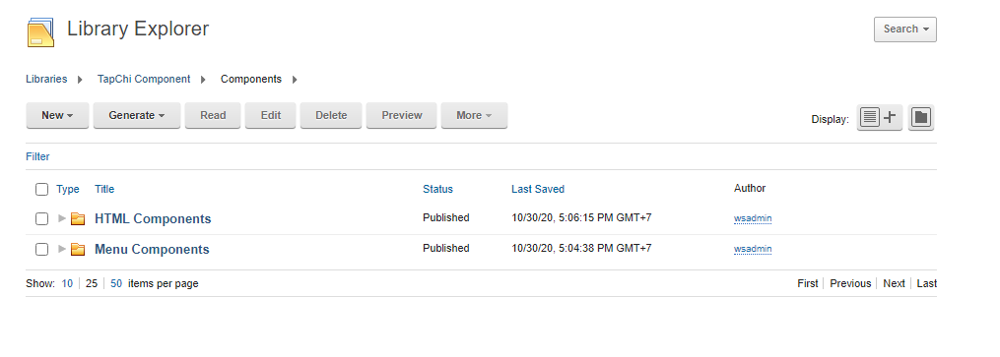 Library Explorer
Search
Libraries TapChi Component Components
New Generate Read Edit Delete Preview More Display:
Filter
Type Title Status Last Saved Author
HTML Components Published 10/30/20, 5:06:15 PM GMT+7 wsadmin
Menu Components Published 10/30/20, 5:04:38 PM GMT+7 wsadmin
Show: 10 | 25 | 50 items per page First | Previous | Next | Last